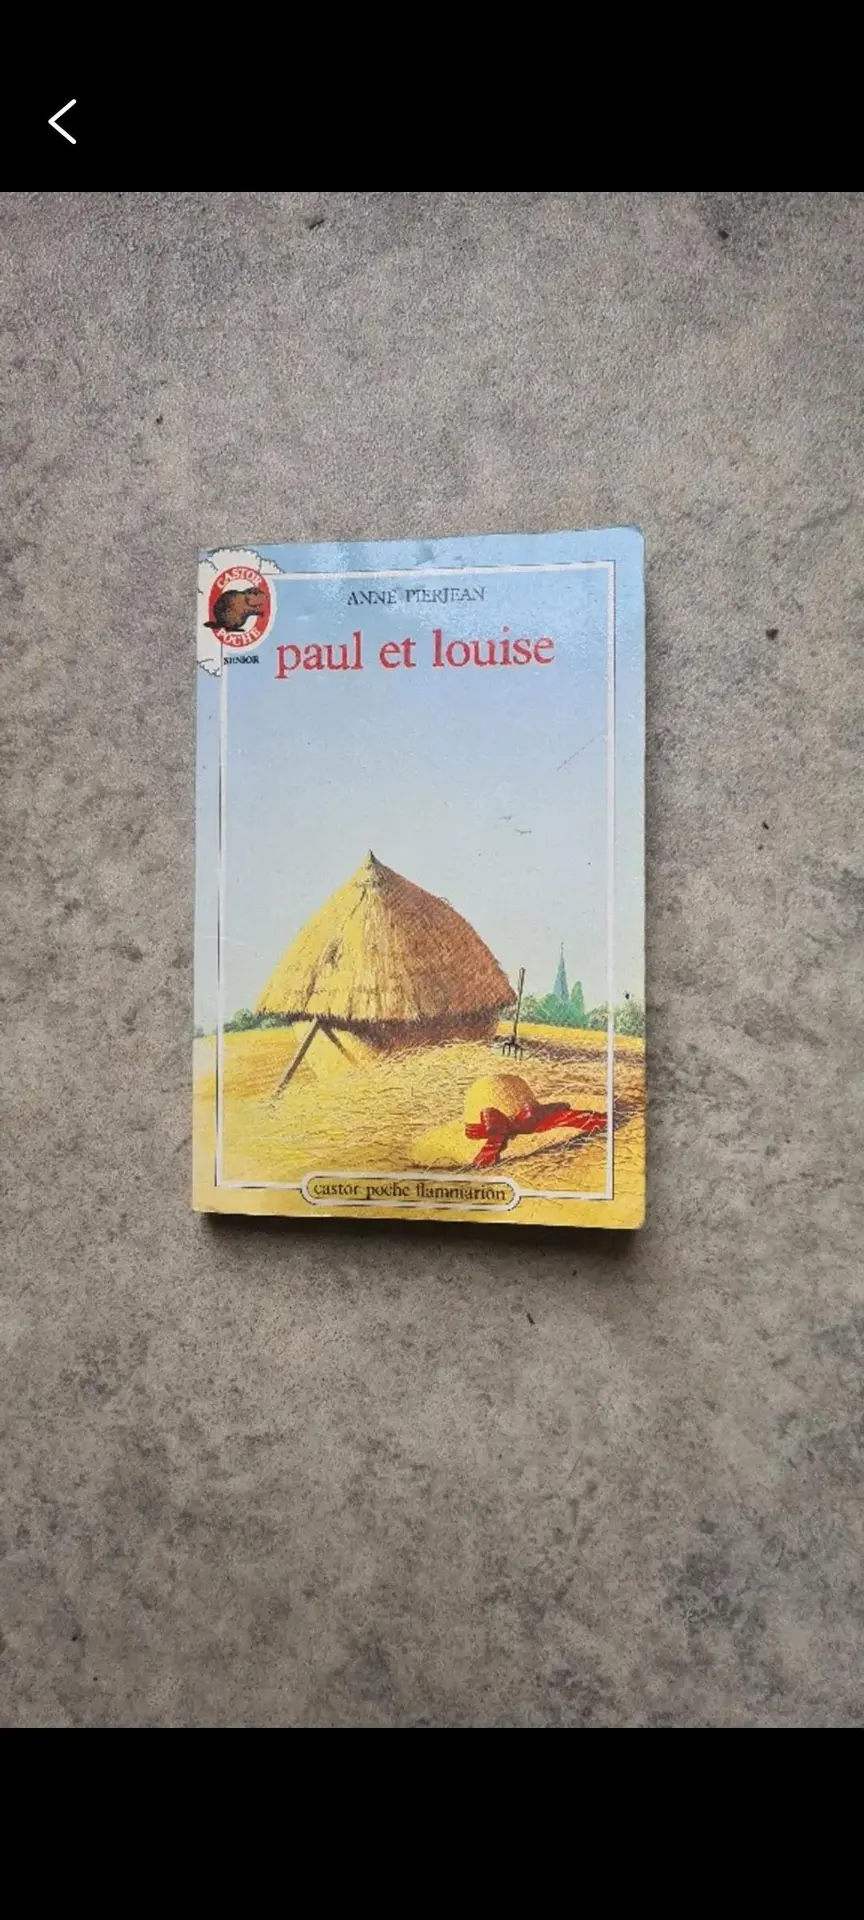 CASTOR
POCHE
SENIOR
ANNE PIERJEAN
paul et louise
castor poche flammarion